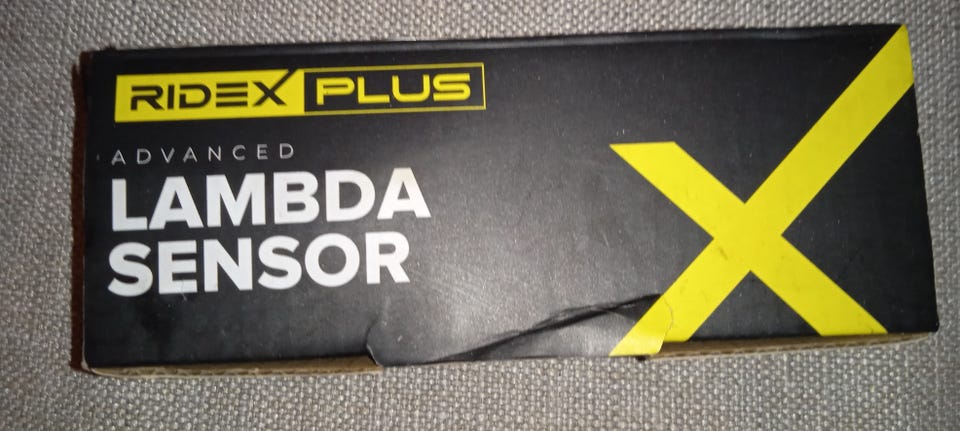 RIDEX PLUS
ADVANCED
LAMBDA
SENSOR